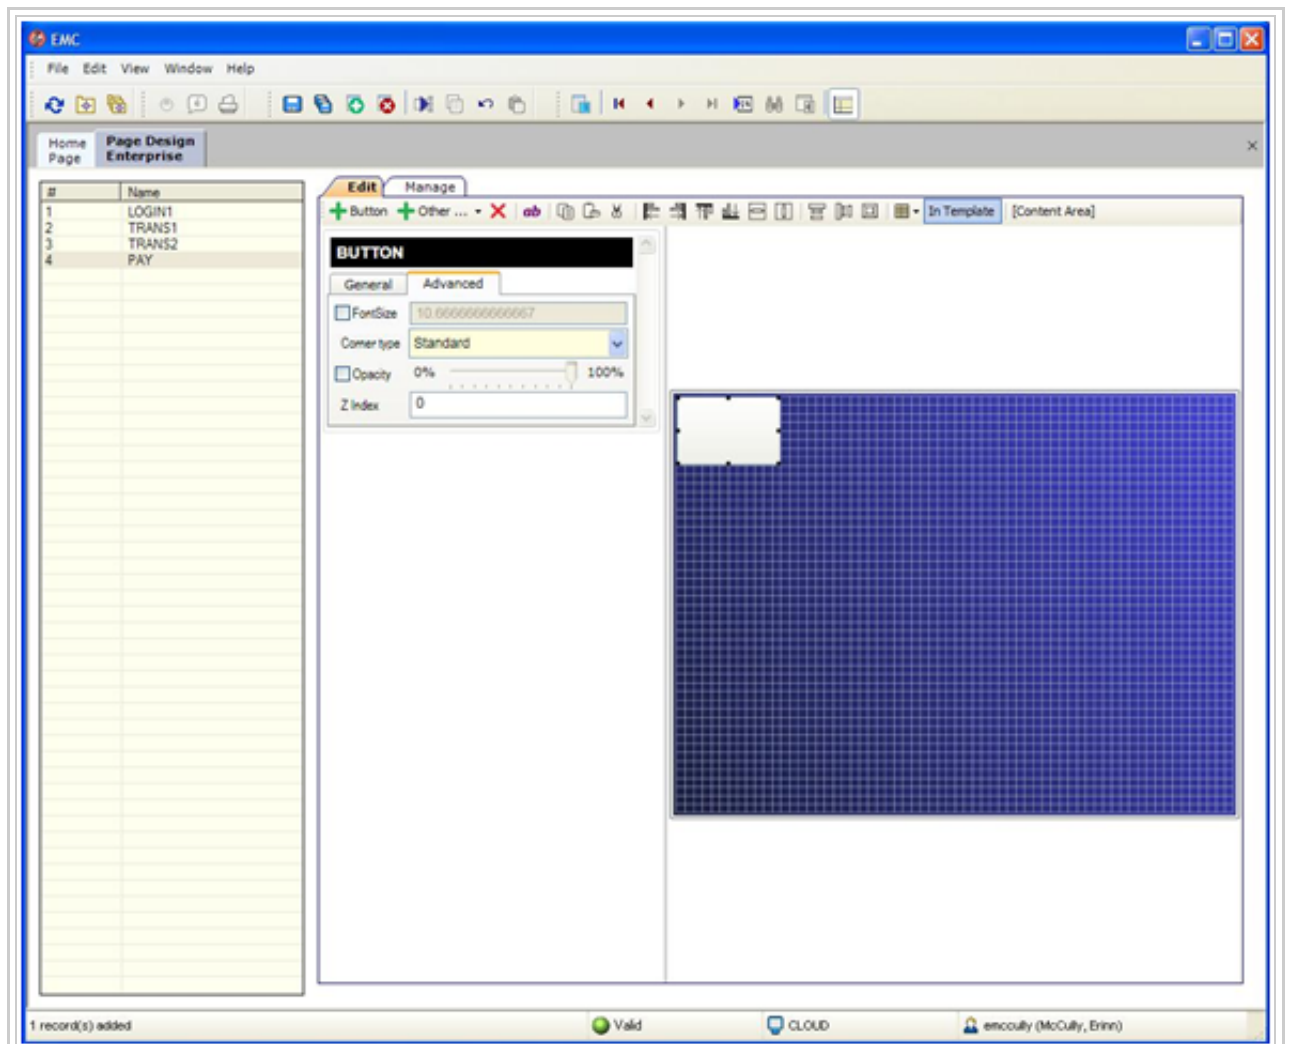 EMC
File Edit View Window Help
Home Page
Page Design Enterprise
# Name
1 LOGIN1
2 TRANS1
3 TRANS2
4 PAY
Edit Manage
Button Other ... ab In Template [Content Area]
BUTTON
General Advanced
FontSize 10.6666666666667
Corner type Standard
Opacity 0% 100%
Z Index 0
1 record(s) added Valid CLOUD emccully (McCully, Erinn)